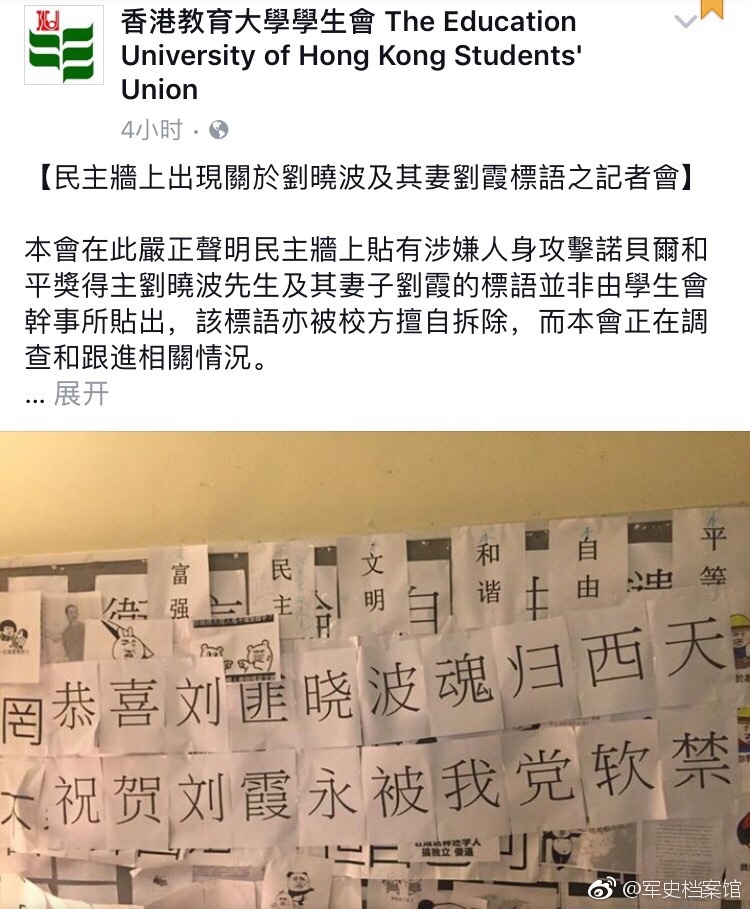 香港教育大學學生會 The Education
University of Hong Kong Students'
Union
4小时
【民主牆上出現關於劉曉波及其妻劉霞標語之記者會】
本會在此嚴正聲明民主牆上貼有涉嫌人身攻擊諾貝爾和
平獎得主劉曉波先生及其妻子劉霞的標語並非由學生會
幹事所貼出，該標語亦被校方擅自拆除，而本會正在調
查和跟進相關情況。
... 展开
富强
民主
文明
和谐
自由
平等
罔 恭喜刘匪晓波魂归西天
祝贺刘霞永被我党软禁
搞独立 傻逼
@军史档案馆